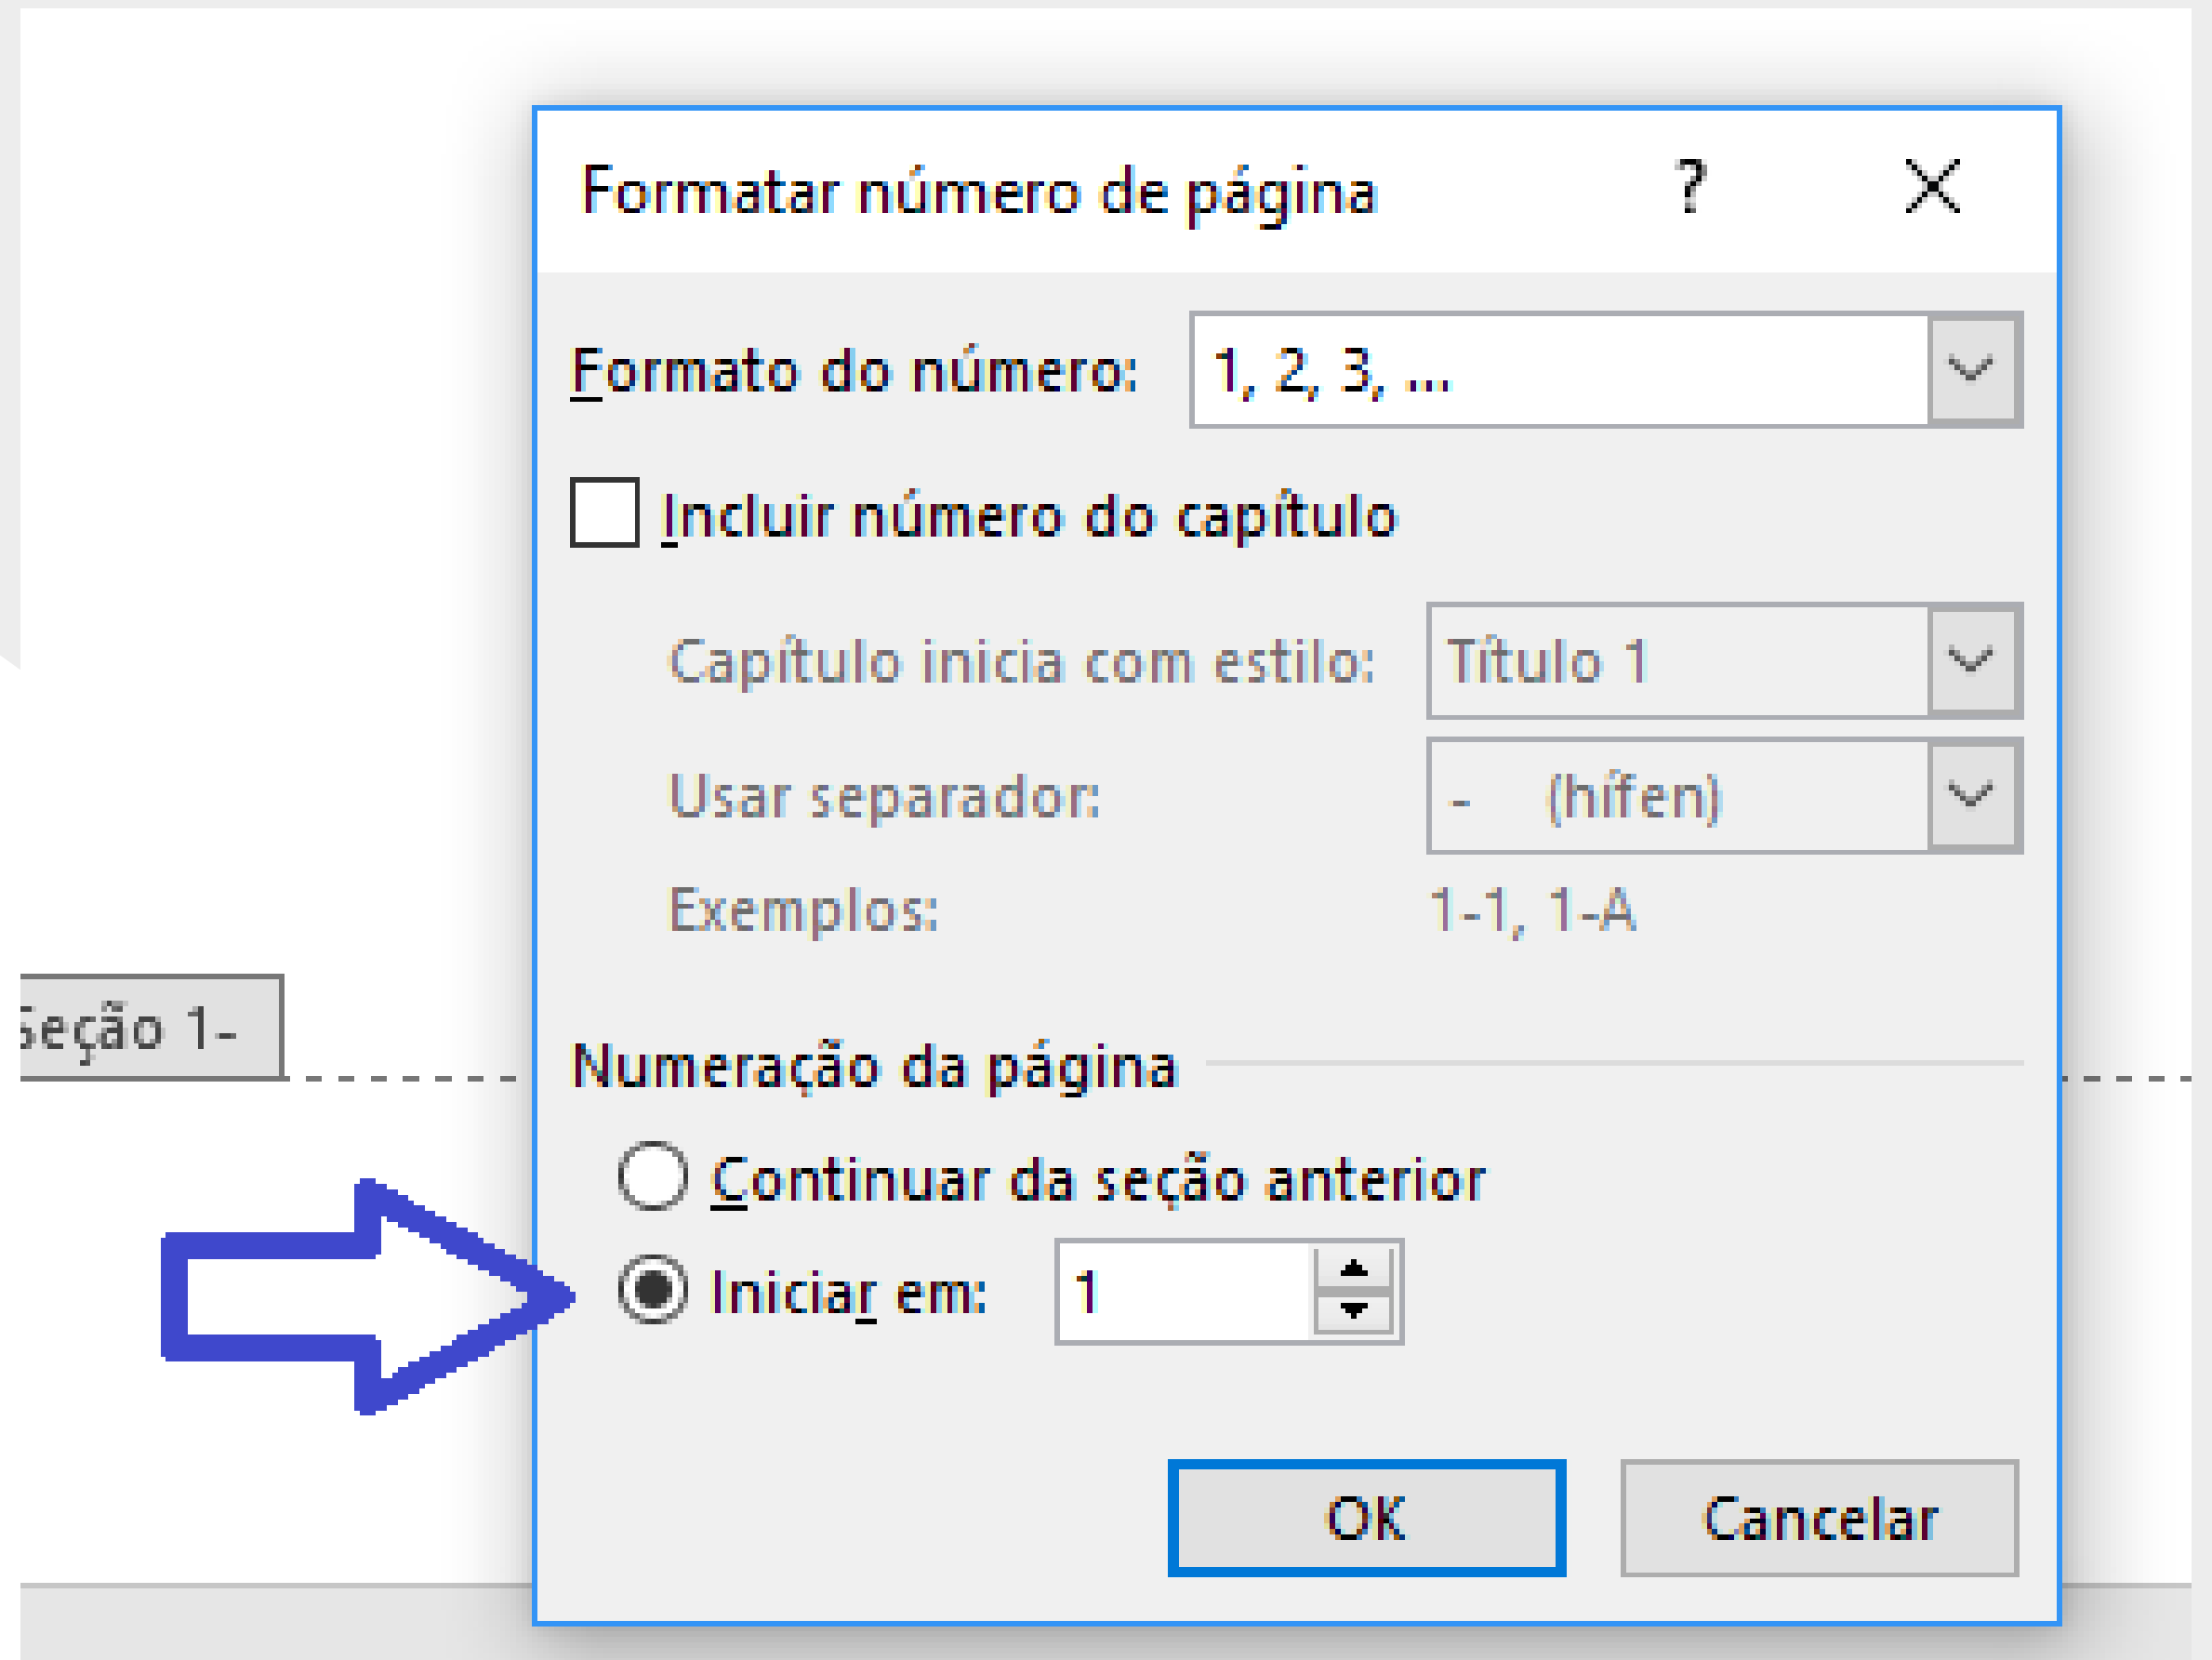 Formatar número de página ?
Formato do número: 1, 2, 3, ...
Incluir número do capítulo
Capítulo inicia com estilo: Título 1
Usar separador: - (hífen)
Exemplos: 1-1, 1-A
Seção 1-
Numeração da página
Continuar da seção anterior
Iniciar em: 1
OK Cancelar